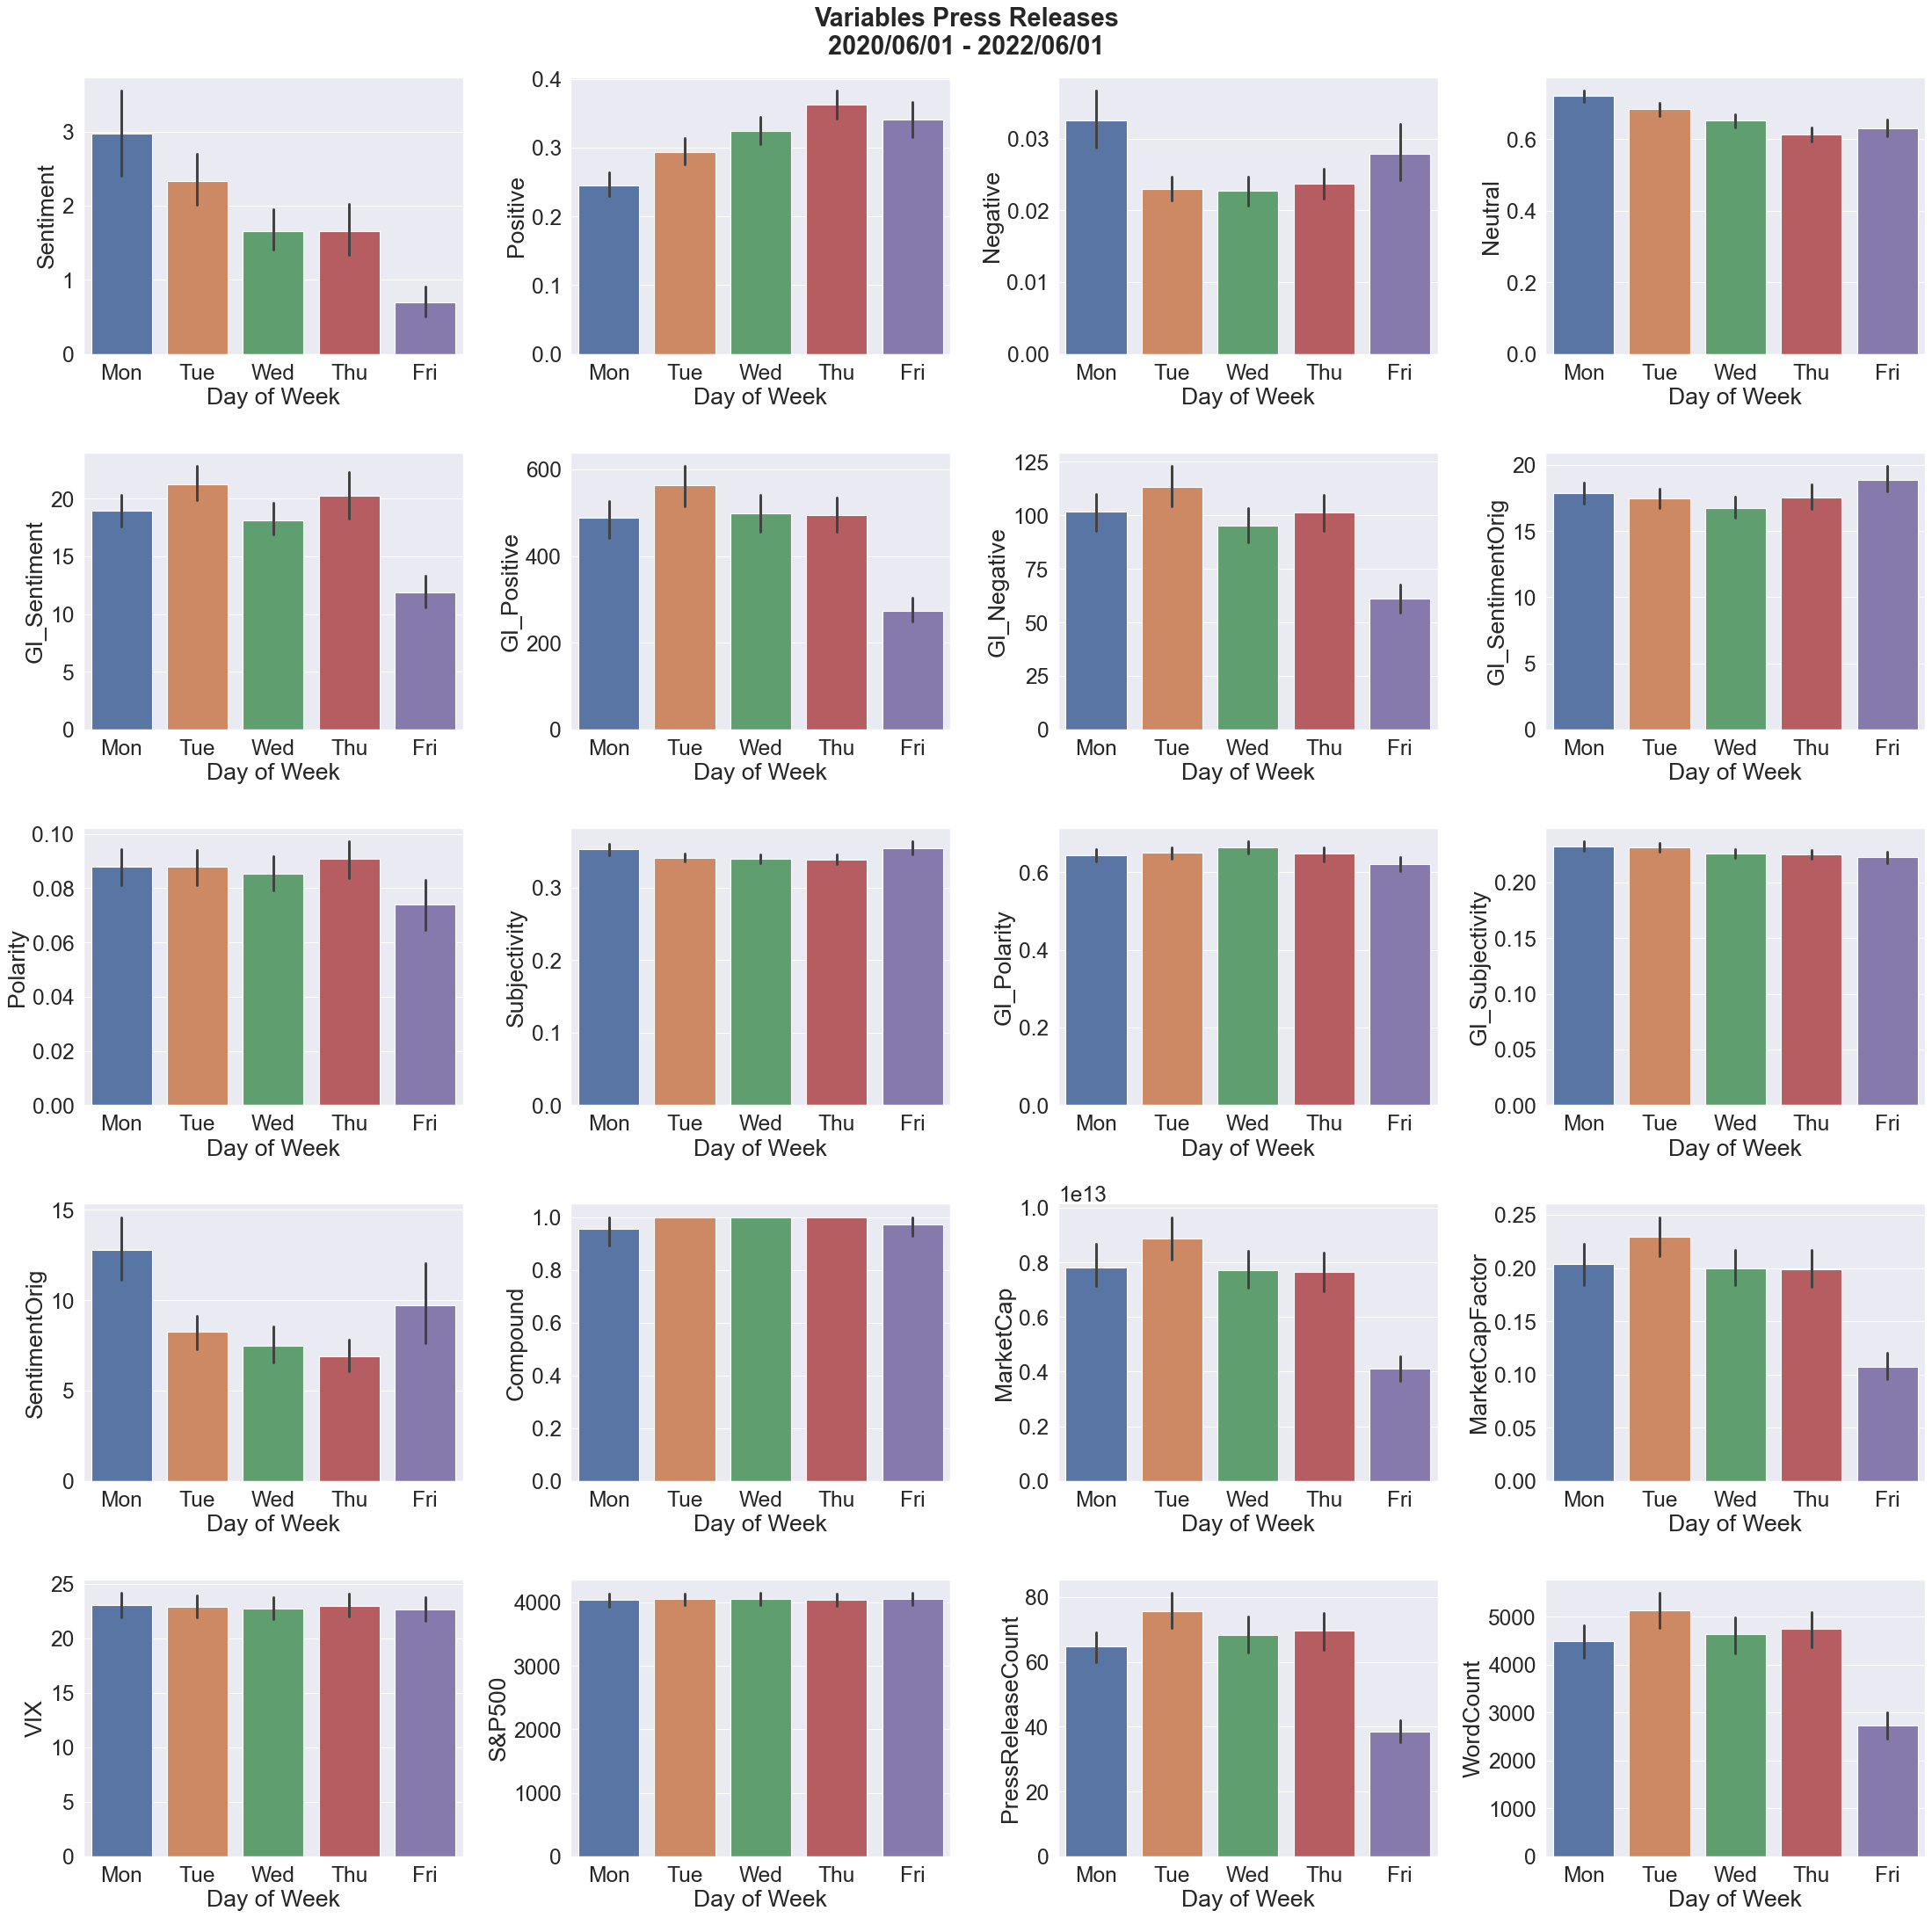 Variables Press Releases
2020/06/01 - 2022/06/01
Sentiment
3
2
1
0
Mon Tue Wed Thu Fri
Day of Week
Positive
0.4
0.3
0.2
0.1
0.0
Mon Tue Wed Thu Fri
Day of Week
Negative
0.03
0.02
0.01
0.00
Mon Tue Wed Thu Fri
Day of Week
Neutral
0.6
0.4
0.2
0.0
Mon Tue Wed Thu Fri
Day of Week
GI_Sentiment
20
15
10
5
0
Mon Tue Wed Thu Fri
Day of Week
GI_Positive
600
400
200
0
Mon Tue Wed Thu Fri
Day of Week
GI_Negative
125
100
75
50
25
0
Mon Tue Wed Thu Fri
Day of Week
GI_SentimentOrig
20
15
10
5
0
Mon Tue Wed Thu Fri
Day of Week
Polarity
0.10
0.08
0.06
0.04
0.02
0.00
Mon Tue Wed Thu Fri
Day of Week
Subjectivity
0.3
0.2
0.1
0.0
Mon Tue Wed Thu Fri
Day of Week
GI_Polarity
0.6
0.4
0.2
0.0
Mon Tue Wed Thu Fri
Day of Week
GI_Subjectivity
0.20
0.15
0.10
0.05
0.00
Mon Tue Wed Thu Fri
Day of Week
SentimentOrig
15
10
5
0
Mon Tue Wed Thu Fri
Day of Week
Compound
1.0
0.8
0.6
0.4
0.2
0.0
Mon Tue Wed Thu Fri
Day of Week
1e13
MarketCap
1.0
0.8
0.6
0.4
0.2
0.0
Mon Tue Wed Thu Fri
Day of Week
MarketCapFactor
0.25
0.20
0.15
0.10
0.05
0.00
Mon Tue Wed Thu Fri
Day of Week
VIX
25
20
15
10
5
0
Mon Tue Wed Thu Fri
Day of Week
S&P500
4000
3000
2000
1000
0
Mon Tue Wed Thu Fri
Day of Week
PressReleaseCount
80
60
40
20
0
Mon Tue Wed Thu Fri
Day of Week
WordCount
5000
4000
3000
2000
1000
0
Mon Tue Wed Thu Fri
Day of Week